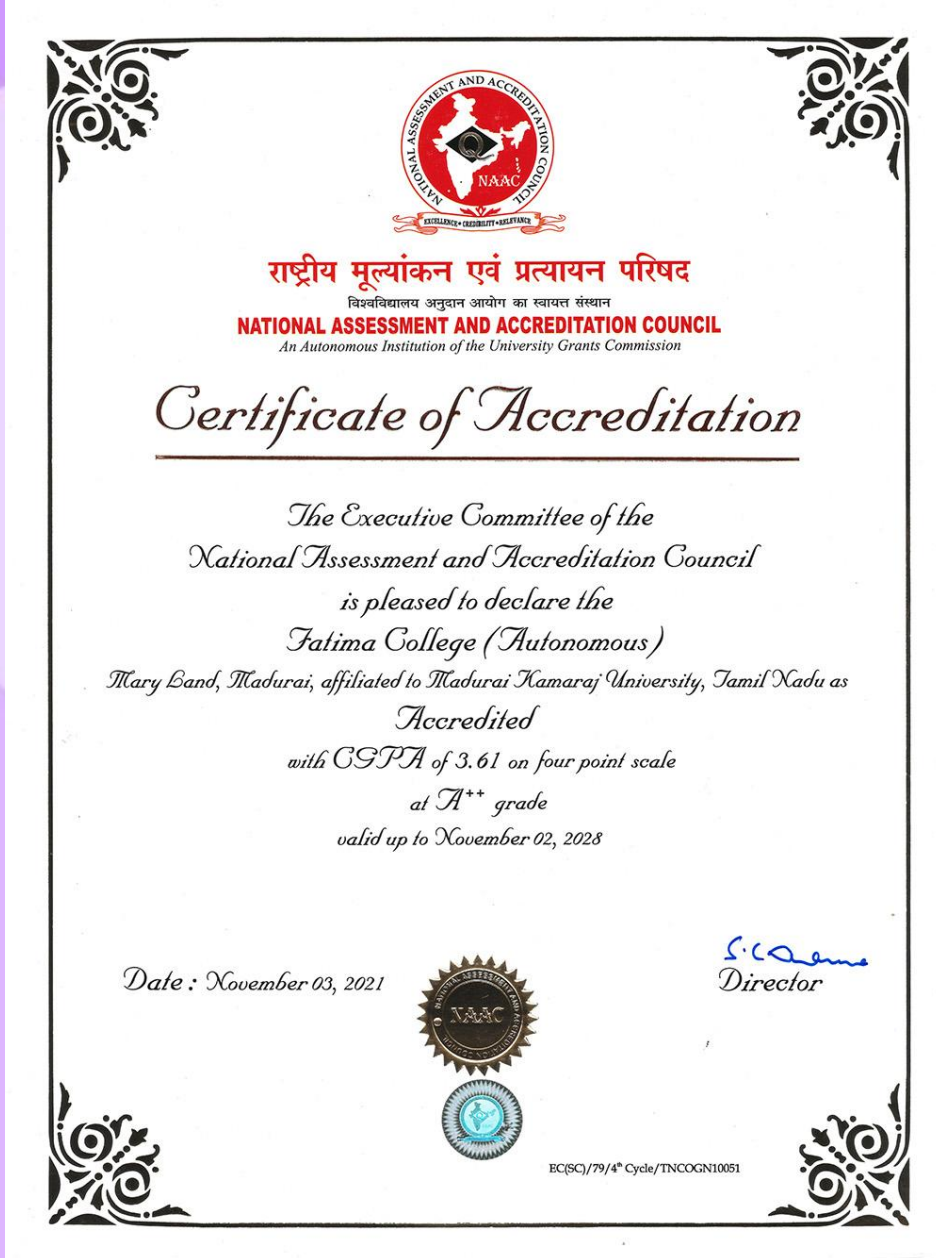 NATIONAL ASSESSMENT AND ACCREDITATION COUNCIL
NAAC
EXCELLENCE • CREDIBILITY • RELEVANCE
राष्ट्रीय मूल्यांकन एवं प्रत्यायन परिषद
विश्वविद्यालय अनुदान आयोग का स्वायत्त संस्थान
NATIONAL ASSESSMENT AND ACCREDITATION COUNCIL
An Autonomous Institution of the University Grants Commission
Certificate of Accreditation
The Executive Committee of the
National Assessment and Accreditation Council
is pleased to declare the
Fatima College (Autonomous)
Mary Land, Madurai, affiliated to Madurai Kamaraj University, Tamil Nadu as
Accredited
with CGPA of 3.61 on four point scale
at A++ grade
valid up to November 02, 2028
Date : November 03, 2021
Director
NATIONAL ASSESSMENT AND ACCREDITATION COUNCIL
NAAC
EC(SC)/79/4th Cycle/TNCOGN10051